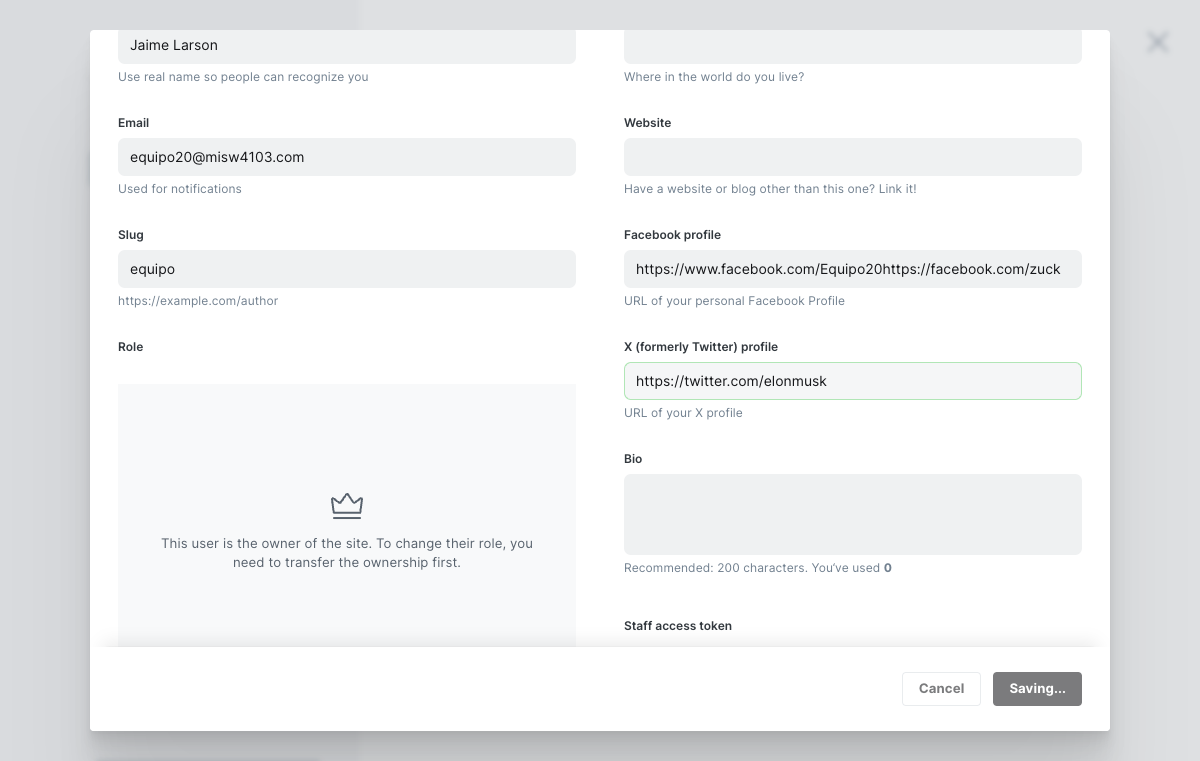 Jaime Larson
Use real name so people can recognize you
Where in the world do you live?
Email
equipo20@misw4103.com
Used for notifications
Website
Have a website or blog other than this one? Link it!
Slug
equipo
https://example.com/author
Facebook profile
https://www.facebook.com/Equipo20https://facebook.com/zuck
URL of your personal Facebook Profile
Role
This user is the owner of the site. To change their role, you
need to transfer the ownership first.
X (formerly Twitter) profile
https://twitter.com/elonmusk
URL of your X profile
Bio
Recommended: 200 characters. You’ve used 0
Staff access token
Cancel
Saving...